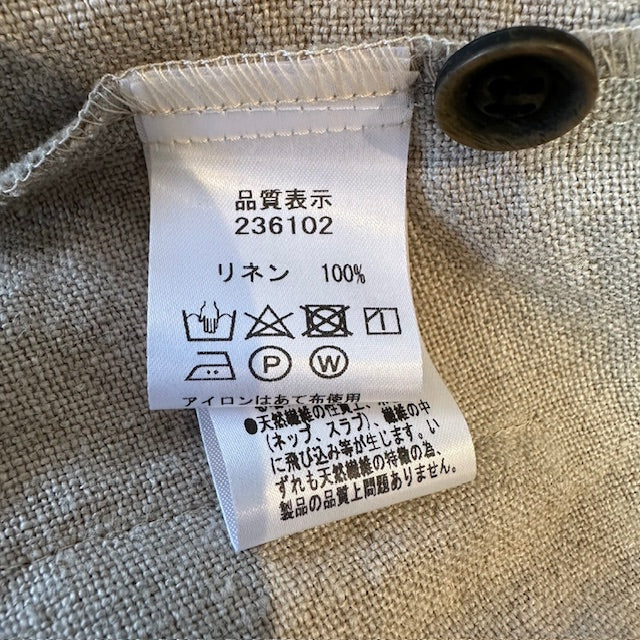 品質表示
236102
リネン 100%
P W
アイロンはあて布使用
●天然繊維の性質上、
(ネップ、スラブ)、繊維の中
に飛び込み等が生じます。い
ずれも天然繊維の特徴の為、
製品の品質上問題ありません。